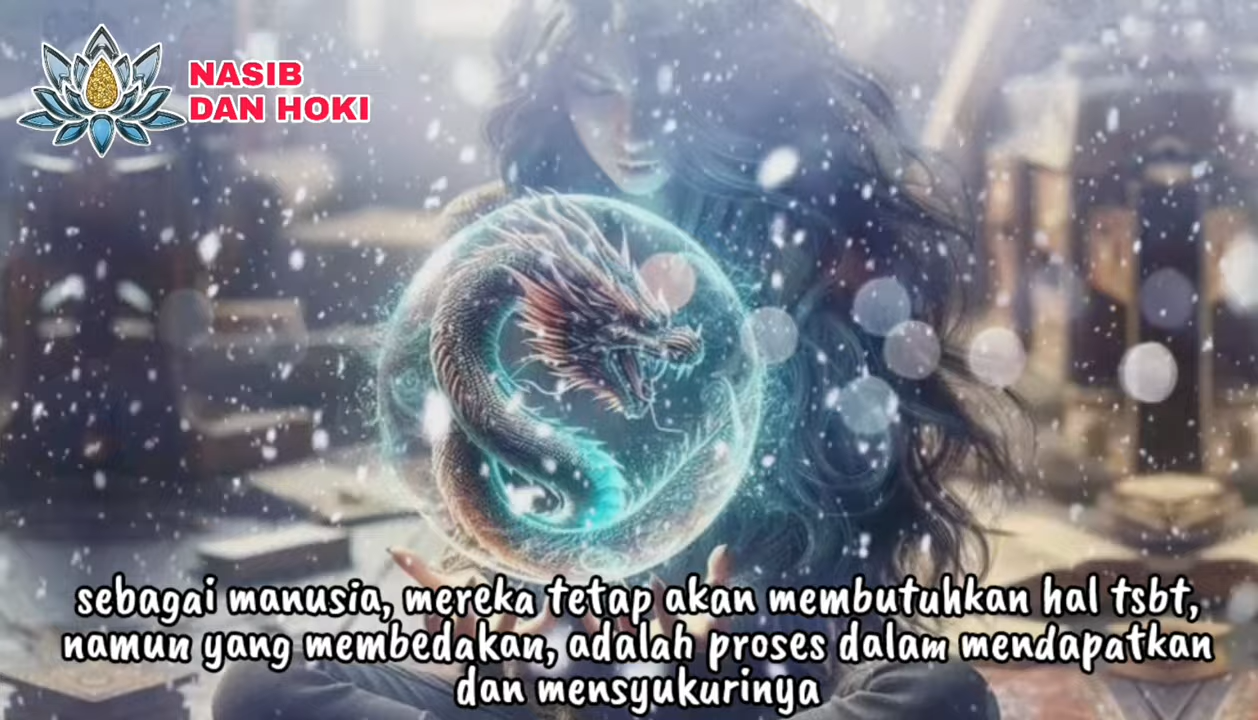 NASIB
DAN HOKI
sebagai manusia, mereka tetap akan membutuhkan hal tsbt,
namun yang membedakan, adalah proses dalam mendapatkan
dan mensyukurinya